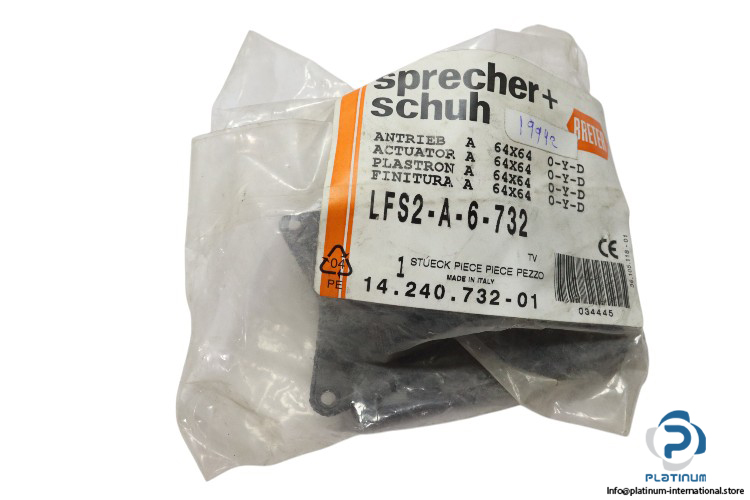 sprecher+
schuh
19942
BRETER
ANTRIEB A 64X64 0-Y-D
ACTUATOR A 64X64 0-Y-D
PLASTRON A 64X64 0-Y-D
FINITURA A 64X64 0-Y-D
LFS2-A-6-732
CE
04
PE
TV
1 STÜECK PIECE PIECE PEZZO
MADE IN ITALY
14.240.732-01
034445
PLATINUM
Info@platinum-international.store